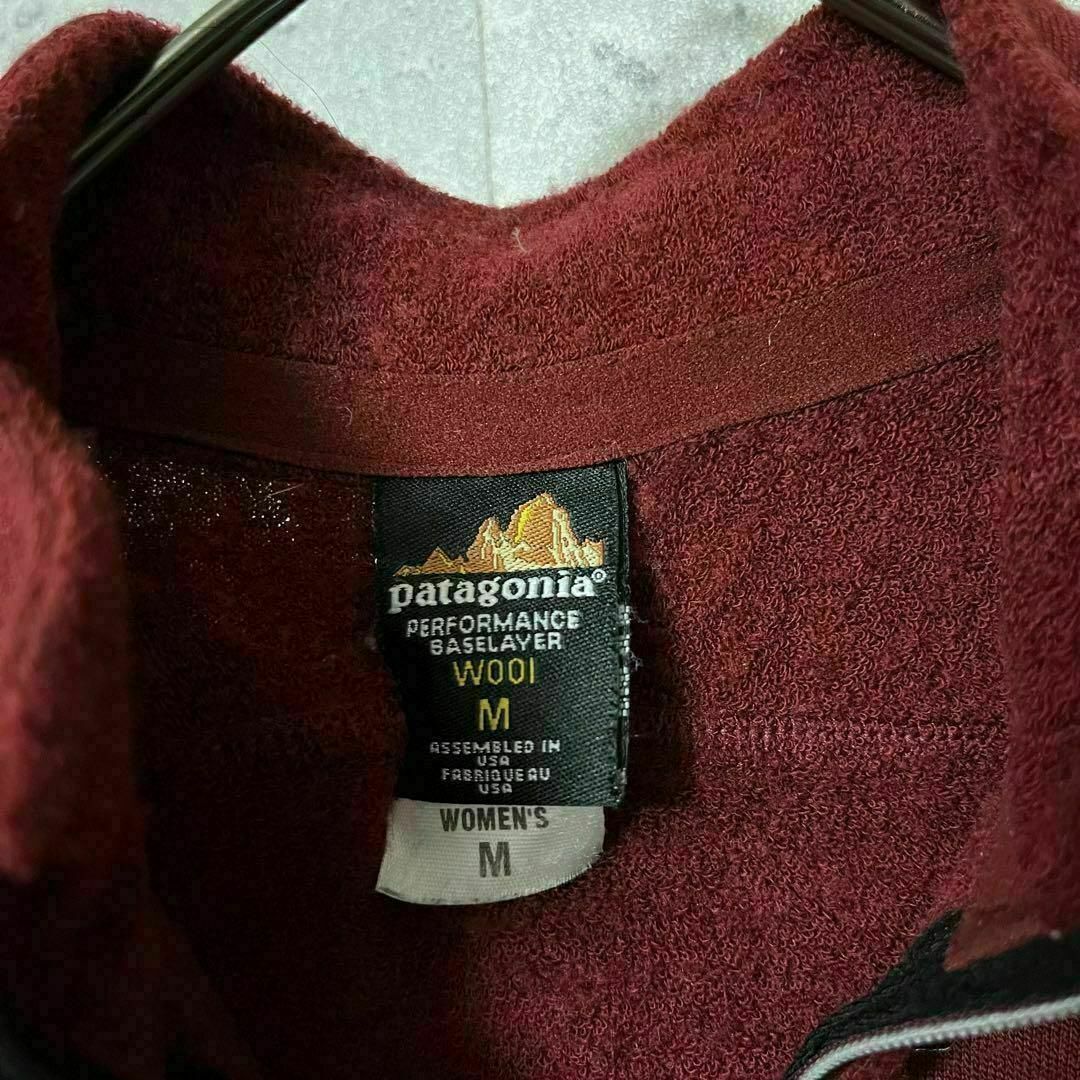 patagonia®
PERFORMANCE
BASELAYER
WOOl
M
ASSEMBLED IN
USA
FABRIQUE AU
USA
WOMEN'S
M